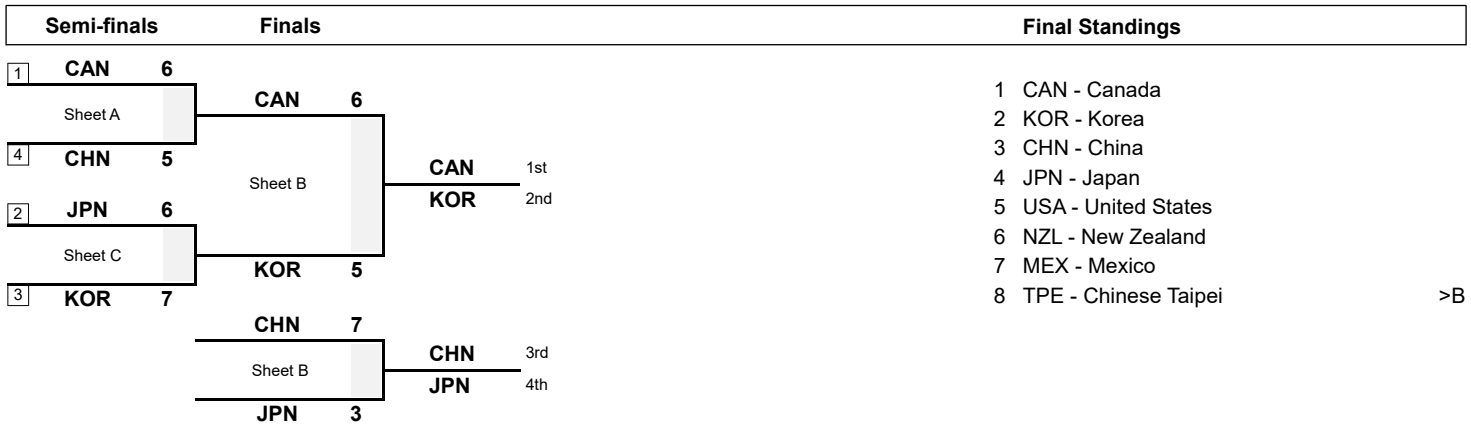 Semi-finals Finals Final Standings
1 CAN 6
Sheet A
4 CHN 5
2 JPN 6
Sheet C
3 KOR 7
CAN 6
Sheet B
KOR 5
CAN 1st
KOR 2nd
CHN 7
Sheet B
JPN 3
CHN 3rd
JPN 4th
1 CAN - Canada
2 KOR - Korea
3 CHN - China
4 JPN - Japan
5 USA - United States
6 NZL - New Zealand
7 MEX - Mexico
8 TPE - Chinese Taipei >B